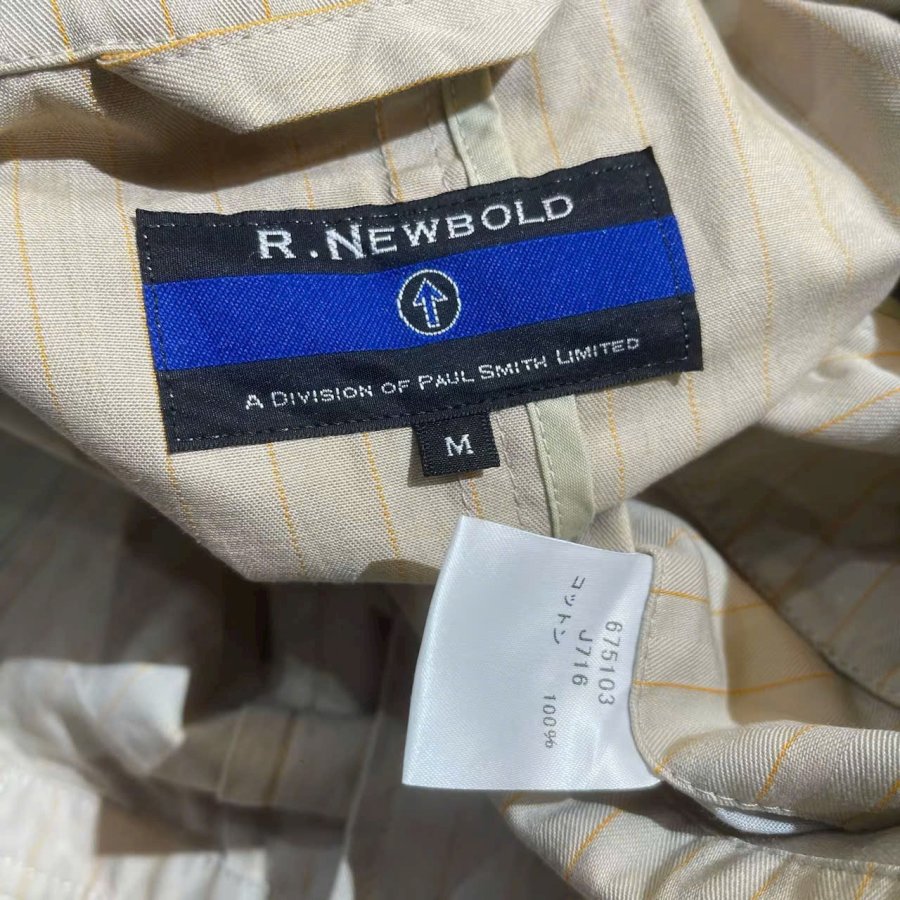 R. NEWBOLD
A DIVISION OF PAUL SMITH LIMITED
M
675103
J716
コットン 100%